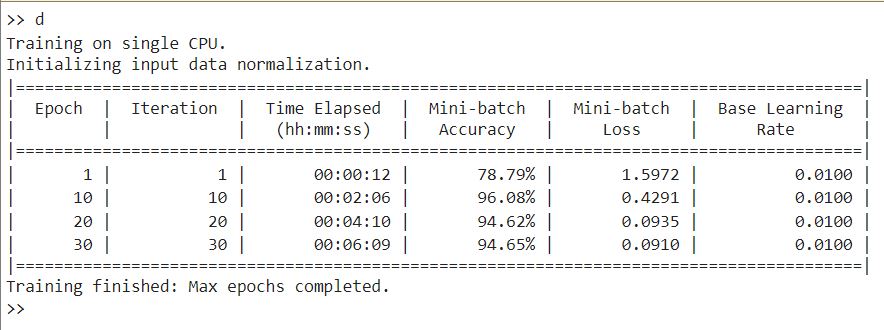 >> d
Training on single CPU.
Initializing input data normalization.
|======================================================================================|
|  Epoch  |  Iteration  |  Time Elapsed  |  Mini-batch  |  Mini-batch  |  Base Learning  |
|         |             |   (hh:mm:ss)   |   Accuracy   |     Loss     |      Rate       |
|======================================================================================|
|       1 |           1 |       00:00:12 |       78.79% |       1.5972 |          0.0100 |
|      10 |          10 |       00:02:06 |       96.08% |       0.4291 |          0.0100 |
|      20 |          20 |       00:04:10 |       94.62% |       0.0935 |          0.0100 |
|      30 |          30 |       00:06:09 |       94.65% |       0.0910 |          0.0100 |
|======================================================================================|
Training finished: Max epochs completed.
>>